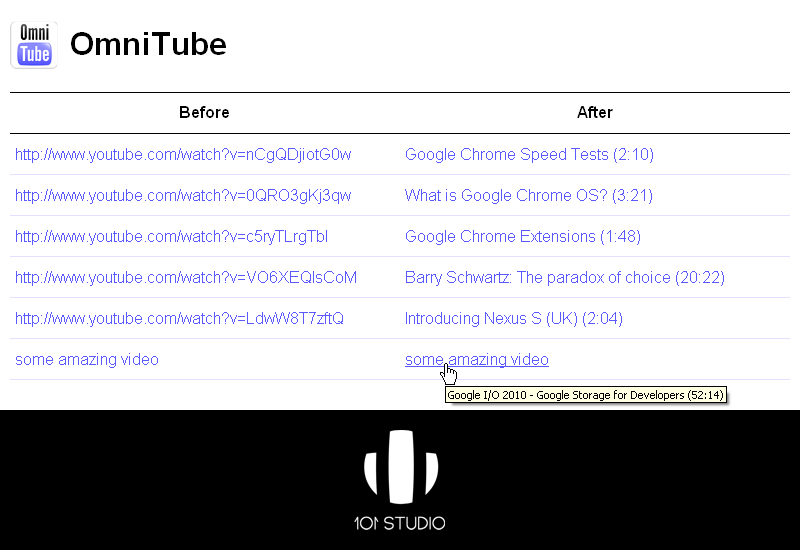 Omni
Tube
OmniTube
Before After
http://www.youtube.com/watch?v=nCgQDjiotG0w Google Chrome Speed Tests (2:10)
http://www.youtube.com/watch?v=0QRO3gKj3qw What is Google Chrome OS? (3:21)
http://www.youtube.com/watch?v=c5ryTLrgTbI Google Chrome Extensions (1:48)
http://www.youtube.com/watch?v=VO6XEQIsCoM Barry Schwartz: The paradox of choice (20:22)
http://www.youtube.com/watch?v=LdwW8T7zftQ Introducing Nexus S (UK) (2:04)
some amazing video some amazing video
Google I/O 2010 - Google Storage for Developers (52:14)
101 STUDIO